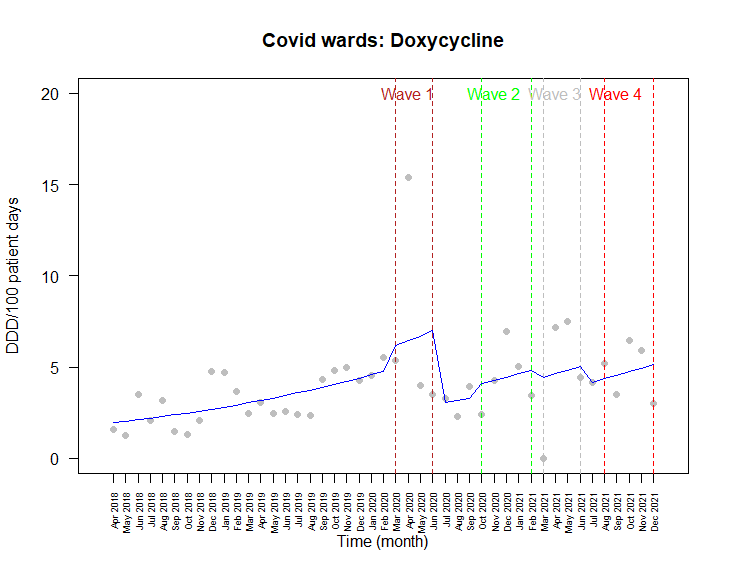 Covid wards: Doxycycline
Wave 1 Wave 2 Wave 3 Wave 4
20
15
10
5
0
DDD/100 patient days
Apr 2018 May 2018 Jun 2018 Jul 2018 Aug 2018 Sep 2018 Oct 2018 Nov 2018 Dec 2018 Jan 2019 Feb 2019 Mar 2019 Apr 2019 May 2019 Jun 2019 Jul 2019 Aug 2019 Sep 2019 Oct 2019 Nov 2019 Dec 2019 Jan 2020 Feb 2020 Mar 2020 Apr 2020 May 2020 Jun 2020 Jul 2020 Aug 2020 Sep 2020 Oct 2020 Nov 2020 Dec 2020 Jan 2021 Feb 2021 Mar 2021 Apr 2021 May 2021 Jun 2021 Jul 2021 Aug 2021 Sep 2021 Oct 2021 Nov 2021 Dec 2021
Time (month)